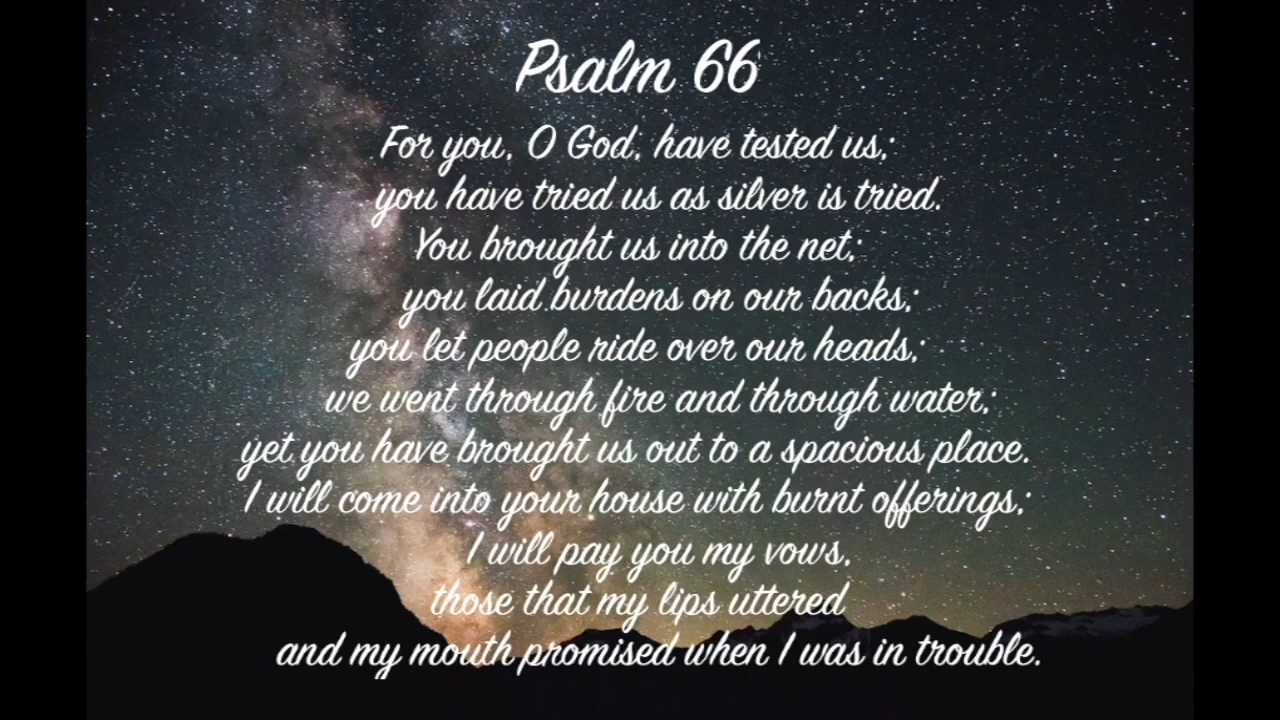 Psalm 66
For you, O God, have tested us;
you have tried us as silver is tried.
You brought us into the net;
you laid burdens on our backs;
you let people ride over our heads;
we went through fire and through water;
yet you have brought us out to a spacious place.
I will come into your house with burnt offerings;
I will pay you my vows,
those that my lips uttered
and my mouth promised when I was in trouble.